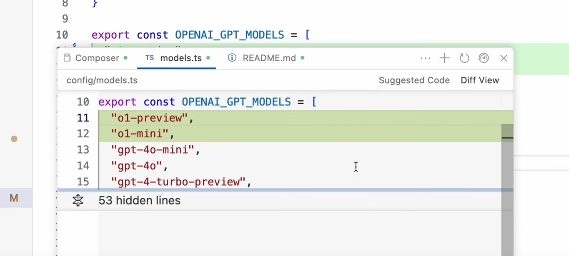 8 }
9
10 export const OPENAI_GPT_MODELS = [
Composer
TS models.ts
README.md
config/models.ts
Suggested Code
Diff View
10 export const OPENAI_GPT_MODELS = [
11 "o1-preview",
12 "o1-mini",
13 "gpt-4o-mini",
14 "gpt-4o",
15 "gpt-4-turbo-preview",
53 hidden lines
M